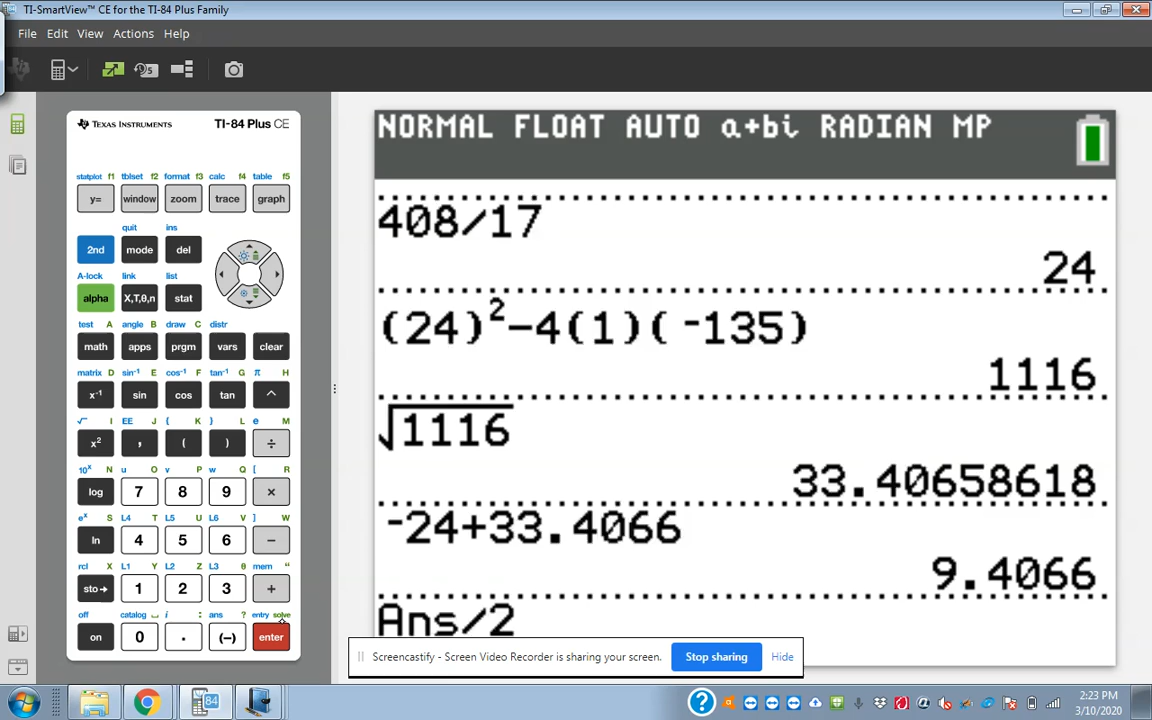 TI-SmartView™ CE for the TI-84 Plus Family
File Edit View Actions Help
TEXAS INSTRUMENTS TI-84 Plus CE
statplot f1 tblset f2 format f3 calc f4 table f5
y= window zoom trace graph
quit ins
2nd mode del
A-lock link list
alpha X,T,θ,n stat
test A angle B draw C distr
math apps prgm vars clear
matrix D sin⁻¹ E cos⁻¹ F tan⁻¹ G π H
x⁻¹ sin cos tan ^
√ I EE J { K } L e M
x² , ( ) ÷
10ˣ N u O v P w Q [ R
log 7 8 9 ×
eˣ S L4 T L5 U L6 V ] W
ln 4 5 6 −
rcl X L1 Y L2 Z L3 θ mem "
sto→ 1 2 3 +
off catalog i : ans ? entry solve
on 0 . (−) enter
NORMAL FLOAT AUTO a+bi RADIAN MP
408/17
24
(24)²-4(1)(-135)
1116
√1116
33.40658618
-24+33.4066
9.4066
Ans/2
Screencastify - Screen Video Recorder is sharing your screen. Stop sharing Hide
84
2:23 PM
3/10/2020